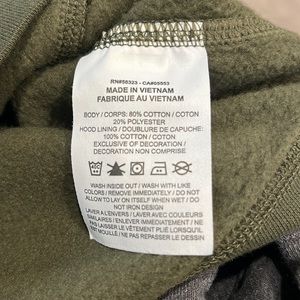 RN#56323 - CA#05553
MADE IN VIETNAM
FABRIQUE AU VIETNAM
BODY / CORPS: 80% COTTON / COTON
20% POLYESTER
HOOD LINING / DOUBLURE DE CAPUCHE:
100% COTTON / COTON
EXCLUSIVE OF DECORATION /
DECORATION NON COMPRISE
WASH INSIDE OUT / WASH WITH LIKE
COLORS / REMOVE IMMEDIATELY / DO NOT
ALLOW TO LAY ON ITSELF WHEN WET / DO
NOT IRON DESIGN
LAVER A L'ENVERS / LAVER AVEC COULEURS
SIMILAIRES / ENLEVER IMMEDIATEMENT / NE
PAS LAISSER LE VÊTEMENT PLIÉ LORSQU'IL
EST MOUILLÉ / NE PAS REPASSER LE DESSIN